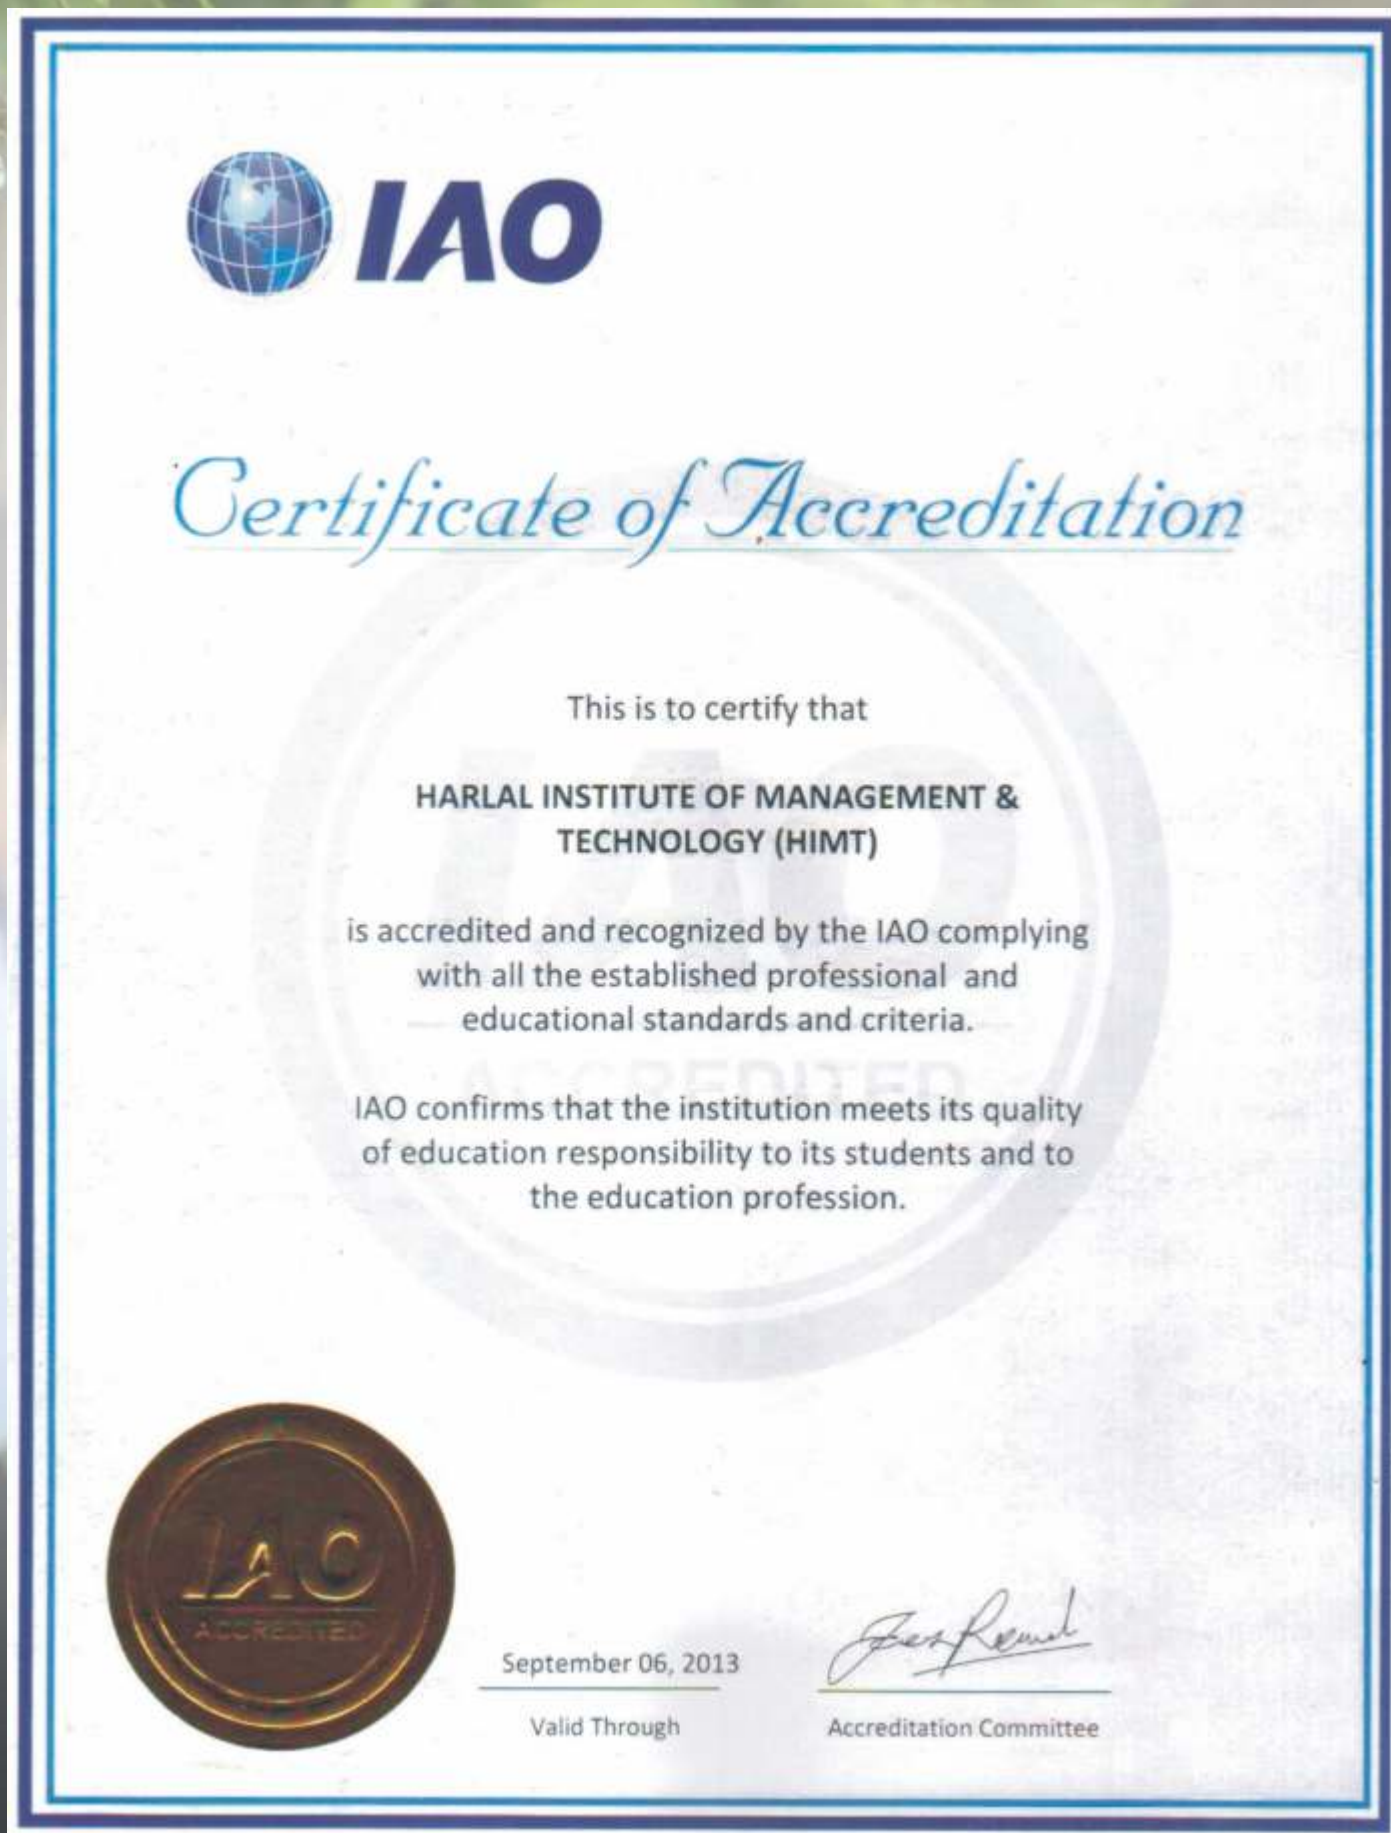 IAO
Certificate of Accreditation
This is to certify that
HARLAL INSTITUTE OF MANAGEMENT &
TECHNOLOGY (HIMT)
is accredited and recognized by the IAO complying
with all the established professional and
educational standards and criteria.
IAO confirms that the institution meets its quality
of education responsibility to its students and to
the education profession.
IAO
ACCREDITED
IAO
ACCREDITED
September 06, 2013
Valid Through
Accreditation Committee